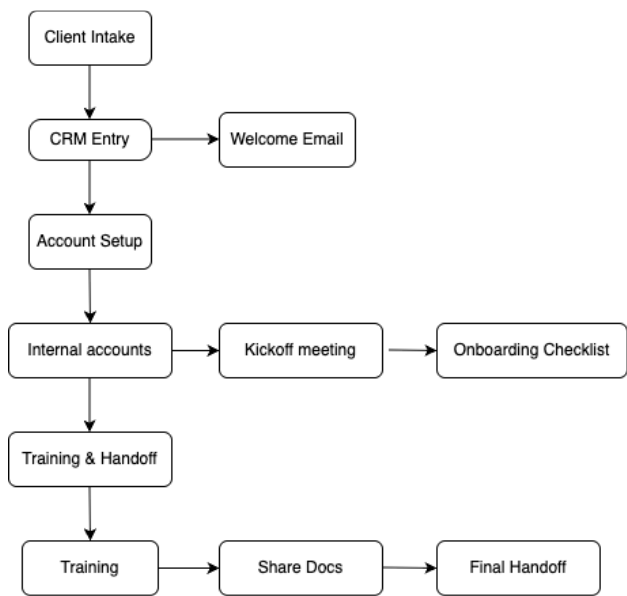 Client Intake
CRM Entry
Welcome Email
Account Setup
Internal accounts
Kickoff meeting
Onboarding Checklist
Training & Handoff
Training
Share Docs
Final Handoff